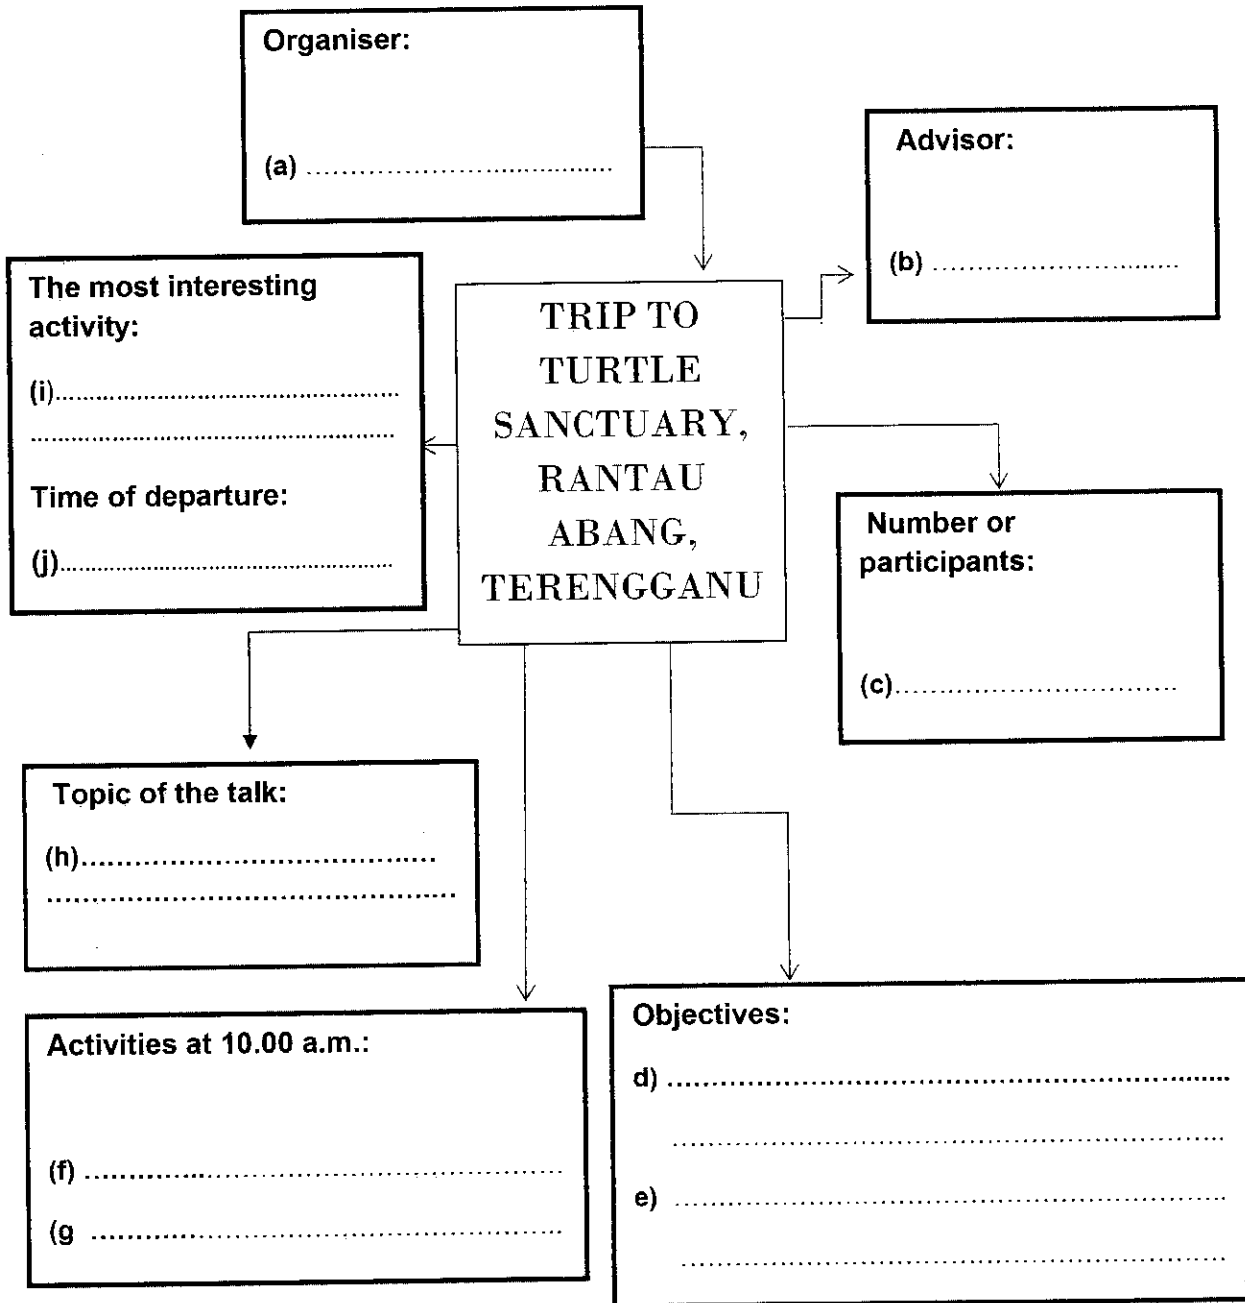 Organiser:
(a) ....................................
Advisor:
(b) ............................
The most interesting
activity:
(i)................................................
....................................................
Time of departure:
(j)................................................
TRIP TO
TURTLE
SANCTUARY,
RANTAU
ABANG,
TERENGGANU
Number or
participants:
(c).................................
Topic of the talk:
(h).......................................
.............................................
Activities at 10.00 a.m.:
(f) .......................................................
(g .......................................................
Objectives:
d) .................................................................
.................................................................
e) .................................................................
.................................................................